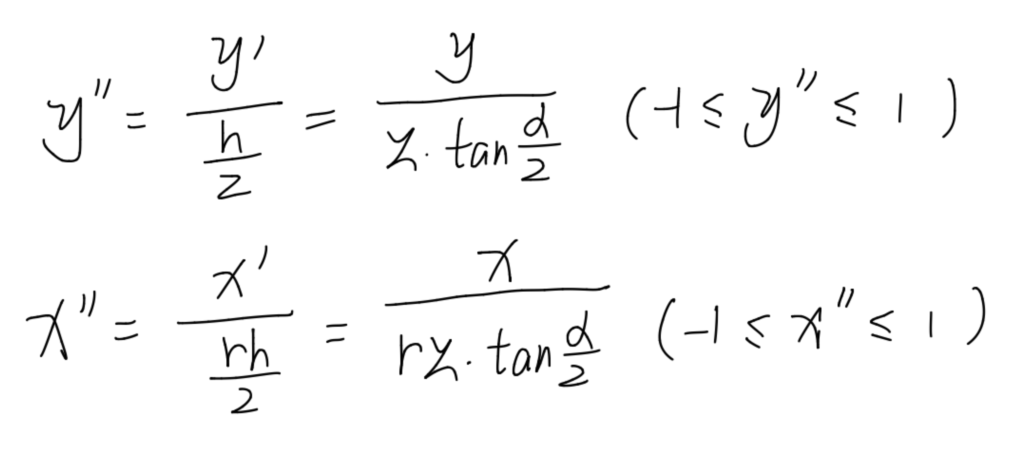 y'' = y' / (h/2) = y / (z · tan α/2) (-1 ≤ y'' ≤ 1)
x'' = x' / (rh/2) = x / (rz · tan α/2) (-1 ≤ x'' ≤ 1)